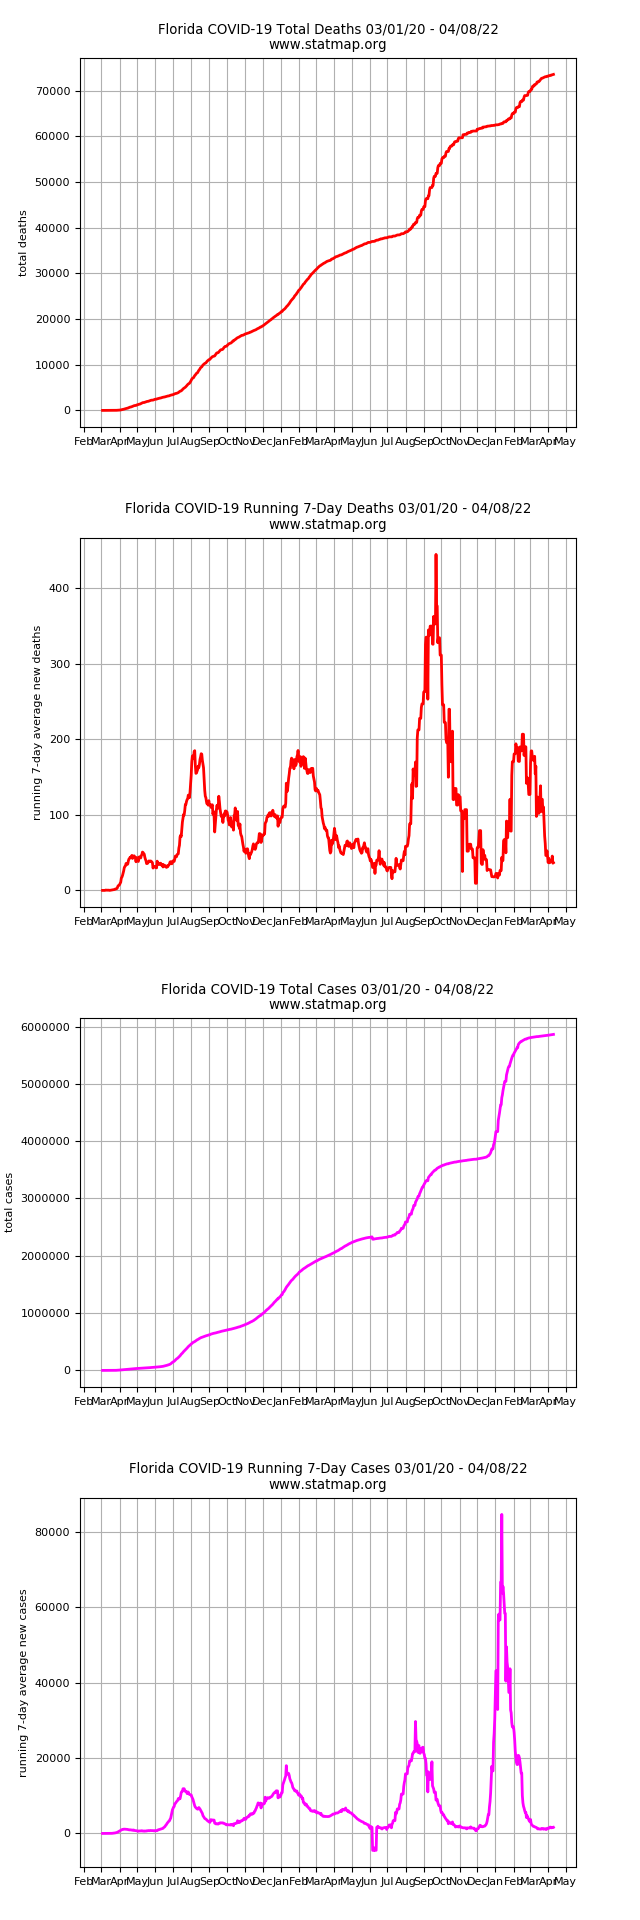 Florida COVID-19 Total Deaths 03/01/20 - 04/08/22
www.statmap.org
70000
60000
50000
40000
30000
20000
10000
0
total deaths
Feb Mar Apr May Jun Jul Aug Sep Oct Nov Dec Jan Feb Mar Apr May Jun Jul Aug Sep Oct Nov Dec Jan Feb Mar Apr May
Florida COVID-19 Running 7-Day Deaths 03/01/20 - 04/08/22
www.statmap.org
400
300
200
100
0
running 7-day average new deaths
Feb Mar Apr May Jun Jul Aug Sep Oct Nov Dec Jan Feb Mar Apr May Jun Jul Aug Sep Oct Nov Dec Jan Feb Mar Apr May
Florida COVID-19 Total Cases 03/01/20 - 04/08/22
www.statmap.org
6000000
5000000
4000000
3000000
2000000
1000000
0
total cases
Feb Mar Apr May Jun Jul Aug Sep Oct Nov Dec Jan Feb Mar Apr May Jun Jul Aug Sep Oct Nov Dec Jan Feb Mar Apr May
Florida COVID-19 Running 7-Day Cases 03/01/20 - 04/08/22
www.statmap.org
80000
60000
40000
20000
0
running 7-day average new cases
Feb Mar Apr May Jun Jul Aug Sep Oct Nov Dec Jan Feb Mar Apr May Jun Jul Aug Sep Oct Nov Dec Jan Feb Mar Apr May